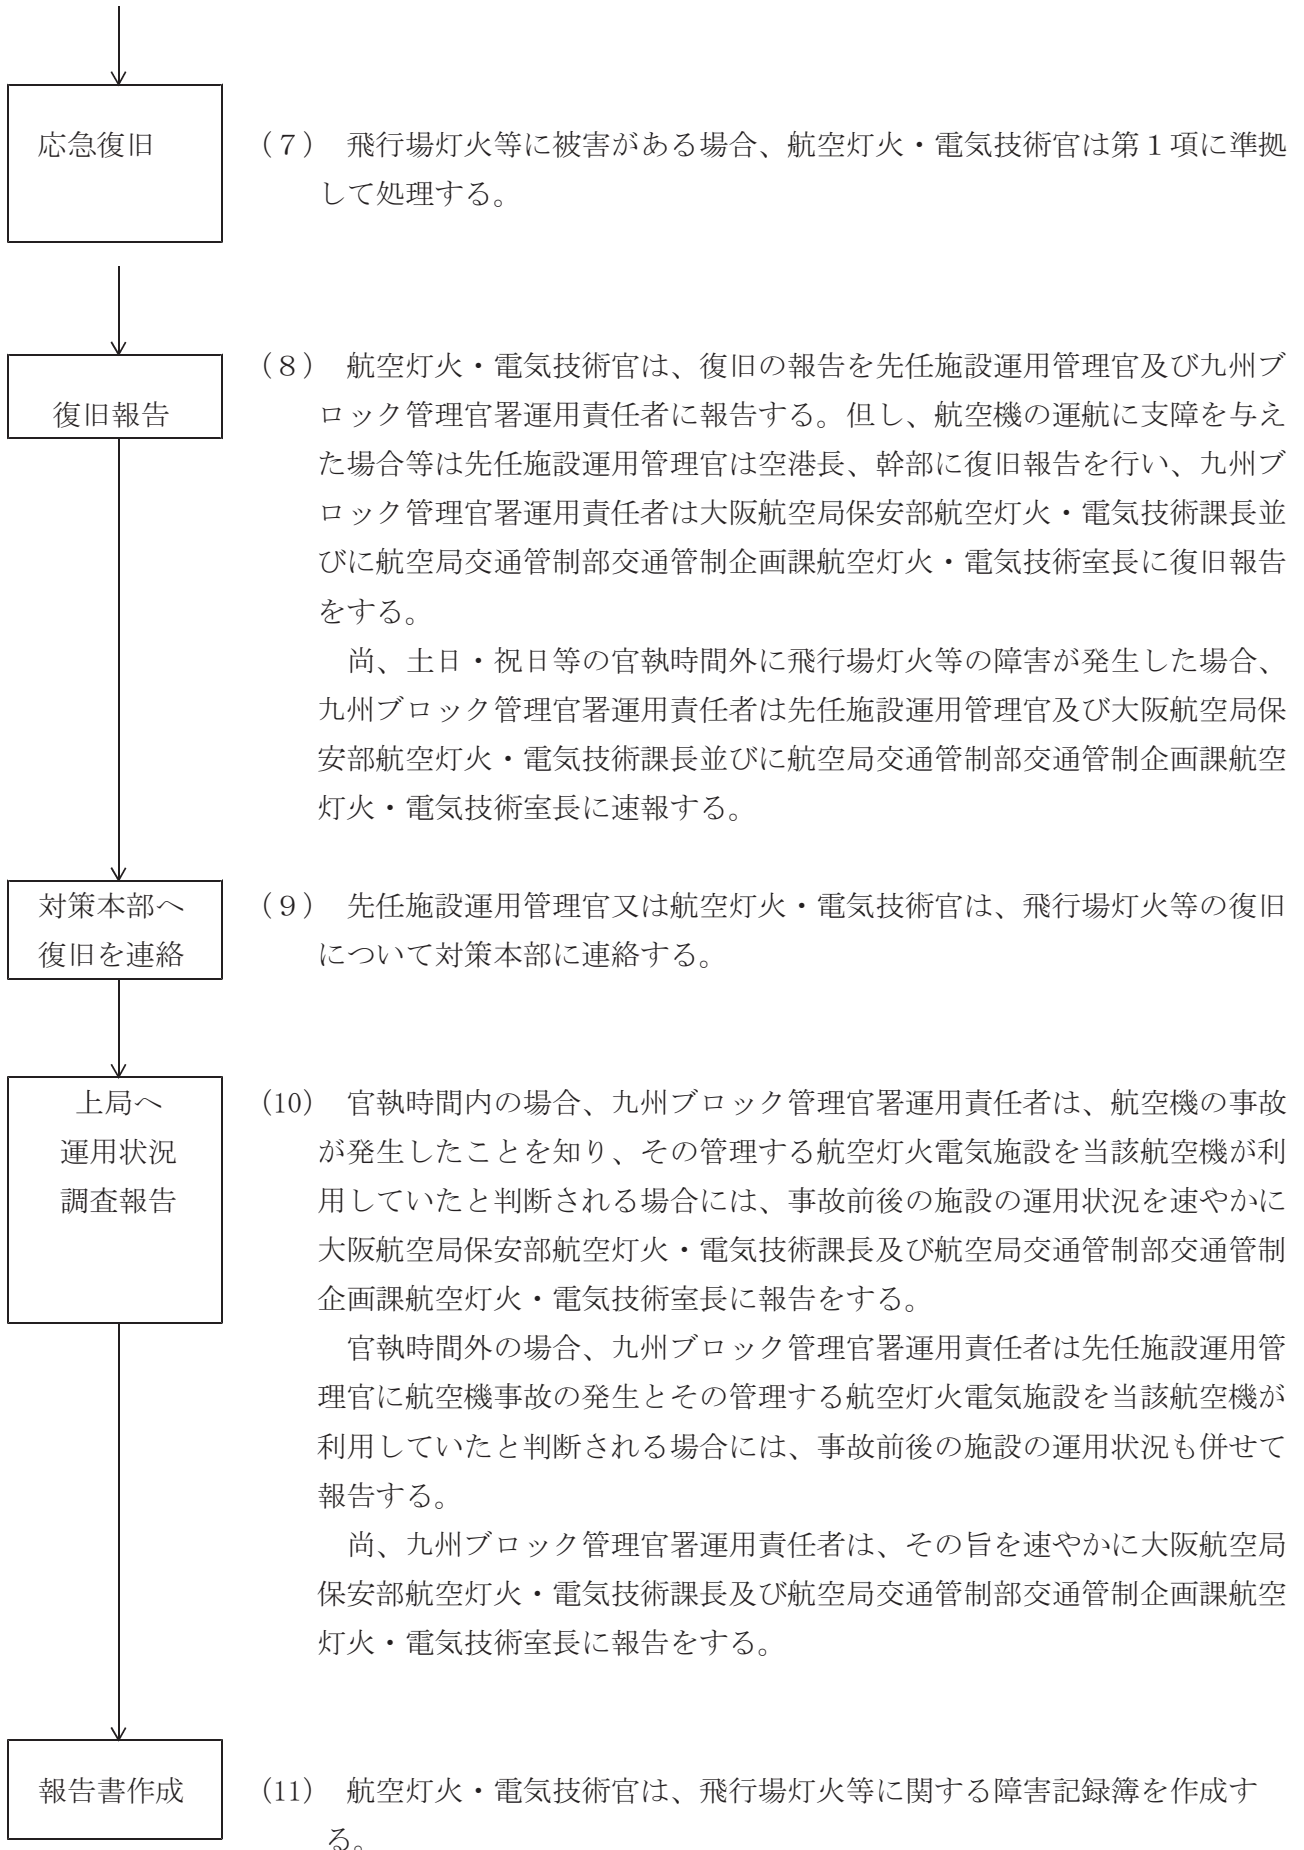 応急復旧
（７） 飛行場灯火等に被害がある場合、航空灯火・電気技術官は第１項に準拠
して処理する。
復旧報告
（８） 航空灯火・電気技術官は、復旧の報告を先任施設運用管理官及び九州ブ
ロック管理官署運用責任者に報告する。但し、航空機の運航に支障を与え
た場合等は先任施設運用管理官は空港長、幹部に復旧報告を行い、九州ブ
ロック管理官署運用責任者は大阪航空局保安部航空灯火・電気技術課長並
びに航空局交通管制部交通管制企画課航空灯火・電気技術室長に復旧報告
をする。
尚、土日・祝日等の官執時間外に飛行場灯火等の障害が発生した場合、
九州ブロック管理官署運用責任者は先任施設運用管理官及び大阪航空局保
安部航空灯火・電気技術課長並びに航空局交通管制部交通管制企画課航空
灯火・電気技術室長に速報する。
対策本部へ
復旧を連絡
（９） 先任施設運用管理官又は航空灯火・電気技術官は、飛行場灯火等の復旧
について対策本部に連絡する。
上局へ
運用状況
調査報告
(10) 官執時間内の場合、九州ブロック管理官署運用責任者は、航空機の事故
が発生したことを知り、その管理する航空灯火電気施設を当該航空機が利
用していたと判断される場合には、事故前後の施設の運用状況を速やかに
大阪航空局保安部航空灯火・電気技術課長及び航空局交通管制部交通管制
企画課航空灯火・電気技術室長に報告をする。
官執時間外の場合、九州ブロック管理官署運用責任者は先任施設運用管
理官に航空機事故の発生とその管理する航空灯火電気施設を当該航空機が
利用していたと判断される場合には、事故前後の施設の運用状況も併せて
報告する。
尚、九州ブロック管理官署運用責任者は、その旨を速やかに大阪航空局
保安部航空灯火・電気技術課長及び航空局交通管制部交通管制企画課航空
灯火・電気技術室長に報告をする。
報告書作成
(11) 航空灯火・電気技術官は、飛行場灯火等に関する障害記録簿を作成す
る。